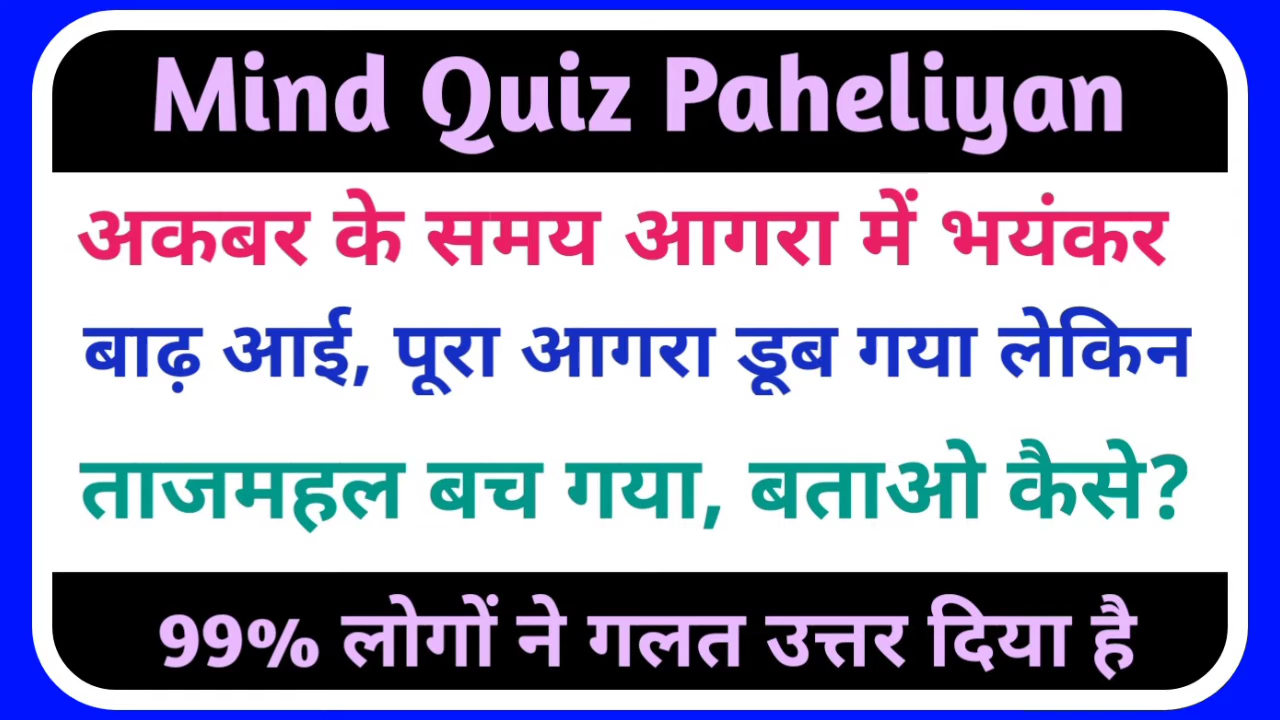 Mind Quiz Paheliyan
अकबर के समय आगरा में भयंकर
बाढ़ आई, पूरा आगरा डूब गया लेकिन
ताजमहल बच गया, बताओ कैसे?
99% लोगों ने गलत उत्तर दिया है